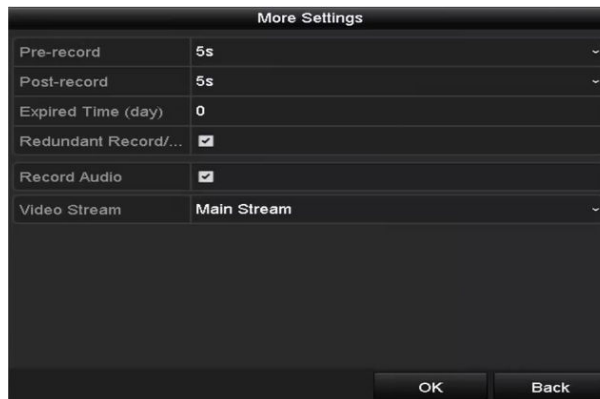 More Settings
Pre-record 5s
Post-record 5s
Expired Time (day) 0
Redundant Record/...
Record Audio
Video Stream Main Stream
OK Back